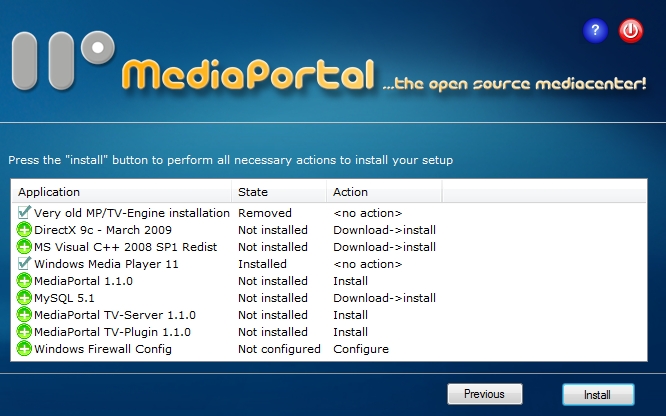 ?
MediaPortal ...the open source mediacenter!
Press the "install" button to perform all necessary actions to install your setup
Application State Action
Very old MP/TV-Engine installation Removed <no action>
DirectX 9c - March 2009 Not installed Download->install
MS Visual C++ 2008 SP1 Redist Not installed Download->install
Windows Media Player 11 Installed <no action>
MediaPortal 1.1.0 Not installed Install
MySQL 5.1 Not installed Download->install
MediaPortal TV-Server 1.1.0 Not installed Install
MediaPortal TV-Plugin 1.1.0 Not installed Install
Windows Firewall Config Not configured Configure
Previous Install